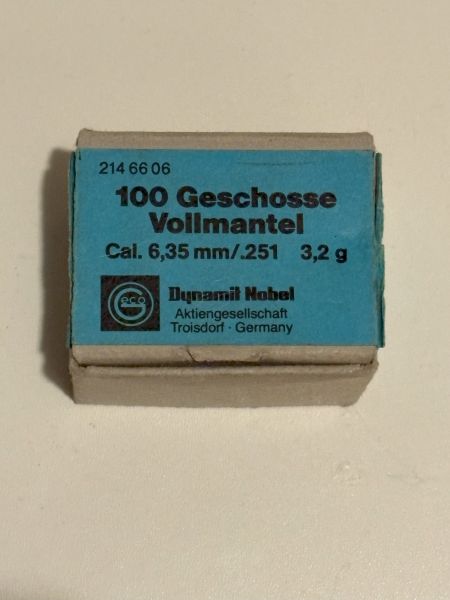 214 66 06
100 Geschosse
Vollmantel
Cal. 6,35 mm/.251 3,2 g
Geco
Dynamit Nobel
Aktiengesellschaft
Troisdorf · Germany